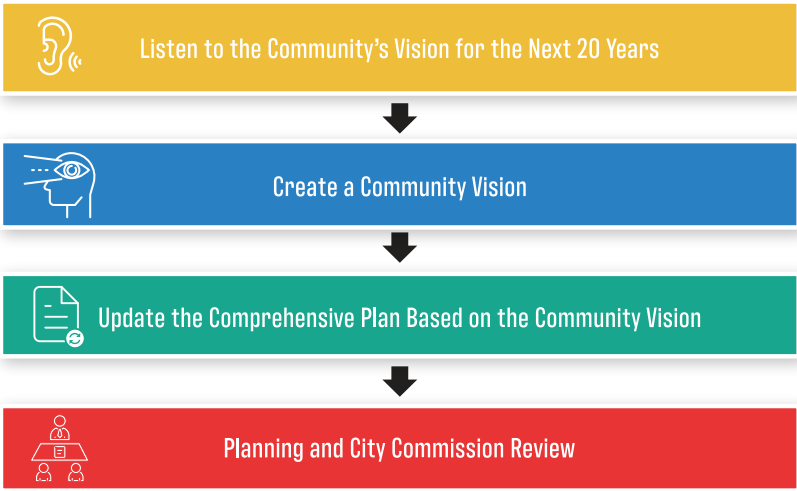 Listen to the Community's Vision for the Next 20 Years
Create a Community Vision
Update the Comprehensive Plan Based on the Community Vision
Planning and City Commission Review